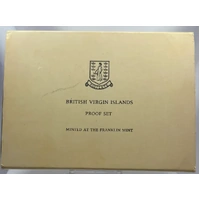 BRITISH VIRGIN ISLANDS
PROOF SET
MINTED AT THE FRANKLIN MINT